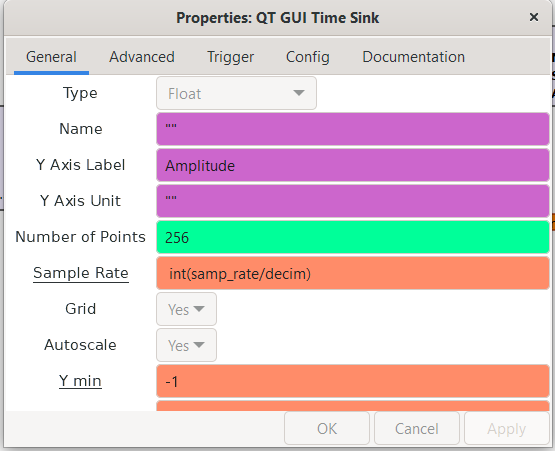 Properties: QT GUI Time Sink
General Advanced Trigger Config Documentation
Type Float
Name ""
Y Axis Label Amplitude
Y Axis Unit ""
Number of Points 256
Sample Rate int(samp_rate/decim)
Grid Yes
Autoscale Yes
Y min -1
OK Cancel Apply